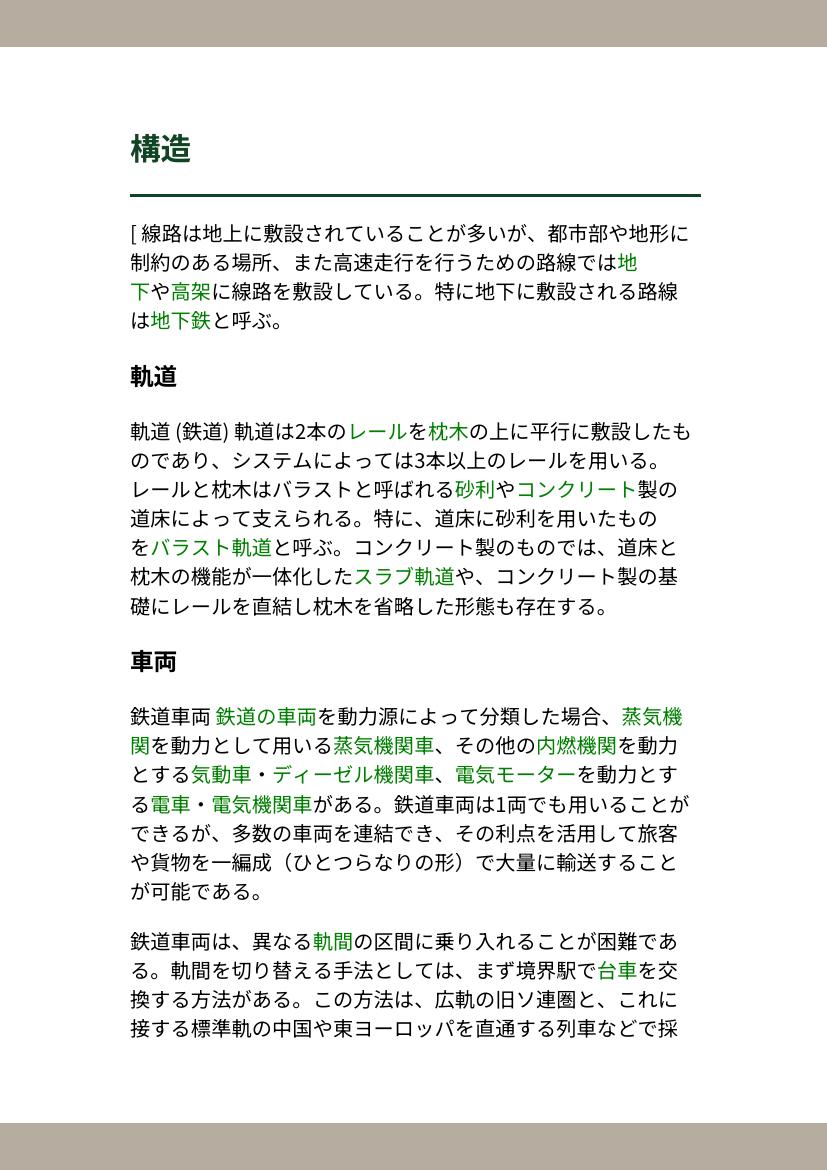 構造
[ 線路は地上に敷設されていることが多いが、都市部や地形に
制約のある場所、また高速走行を行うための路線では地
下や高架に線路を敷設している。特に地下に敷設される路線
は地下鉄と呼ぶ。
軌道
軌道 (鉄道) 軌道は2本のレールを枕木の上に平行に敷設したも
のであり、システムによっては3本以上のレールを用いる。
レールと枕木はバラストと呼ばれる砂利やコンクリート製の
道床によって支えられる。特に、道床に砂利を用いたもの
をバラスト軌道と呼ぶ。コンクリート製のものでは、道床と
枕木の機能が一体化したスラブ軌道や、コンクリート製の基
礎にレールを直結し枕木を省略した形態も存在する。
車両
鉄道車両 鉄道の車両を動力源によって分類した場合、蒸気機
関を動力として用いる蒸気機関車、その他の内燃機関を動力
とする気動車・ディーゼル機関車、電気モーターを動力とす
る電車・電気機関車がある。鉄道車両は1両でも用いることが
できるが、多数の車両を連結でき、その利点を活用して旅客
や貨物を一編成（ひとつらなりの形）で大量に輸送すること
が可能である。
鉄道車両は、異なる軌間の区間に乗り入れることが困難であ
る。軌間を切り替える手法としては、まず境界駅で台車を交
換する方法がある。この方法は、広軌の旧ソ連圏と、これに
接する標準軌の中国や東ヨーロッパを直通する列車などで採